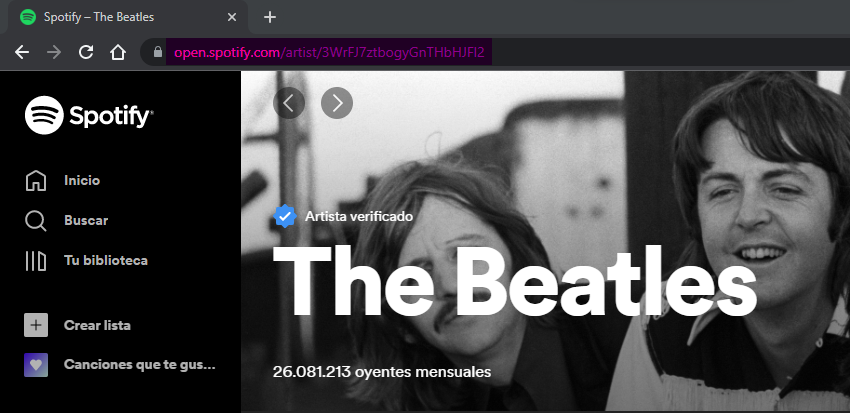 Spotify – The Beatles
open.spotify.com/artist/3WrFJ7ztbogyGnTHbHJFl2
Spotify®
Inicio
Buscar
Tu biblioteca
Crear lista
Canciones que te gus...
Artista verificado
The Beatles
26.081.213 oyentes mensuales